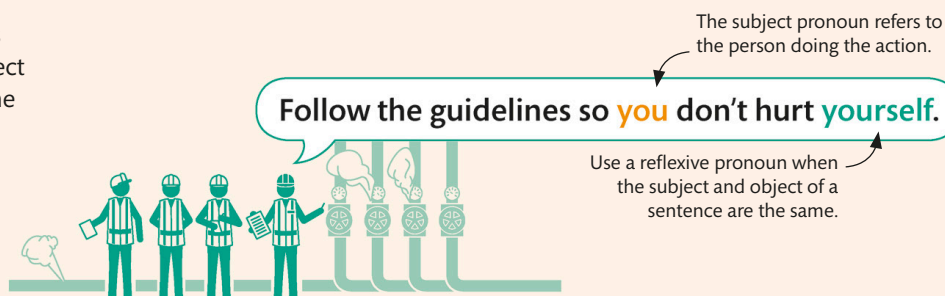 The subject pronoun refers to
the person doing the action.
Follow the guidelines so you don't hurt yourself.
Use a reflexive pronoun when
the subject and object of a
sentence are the same.